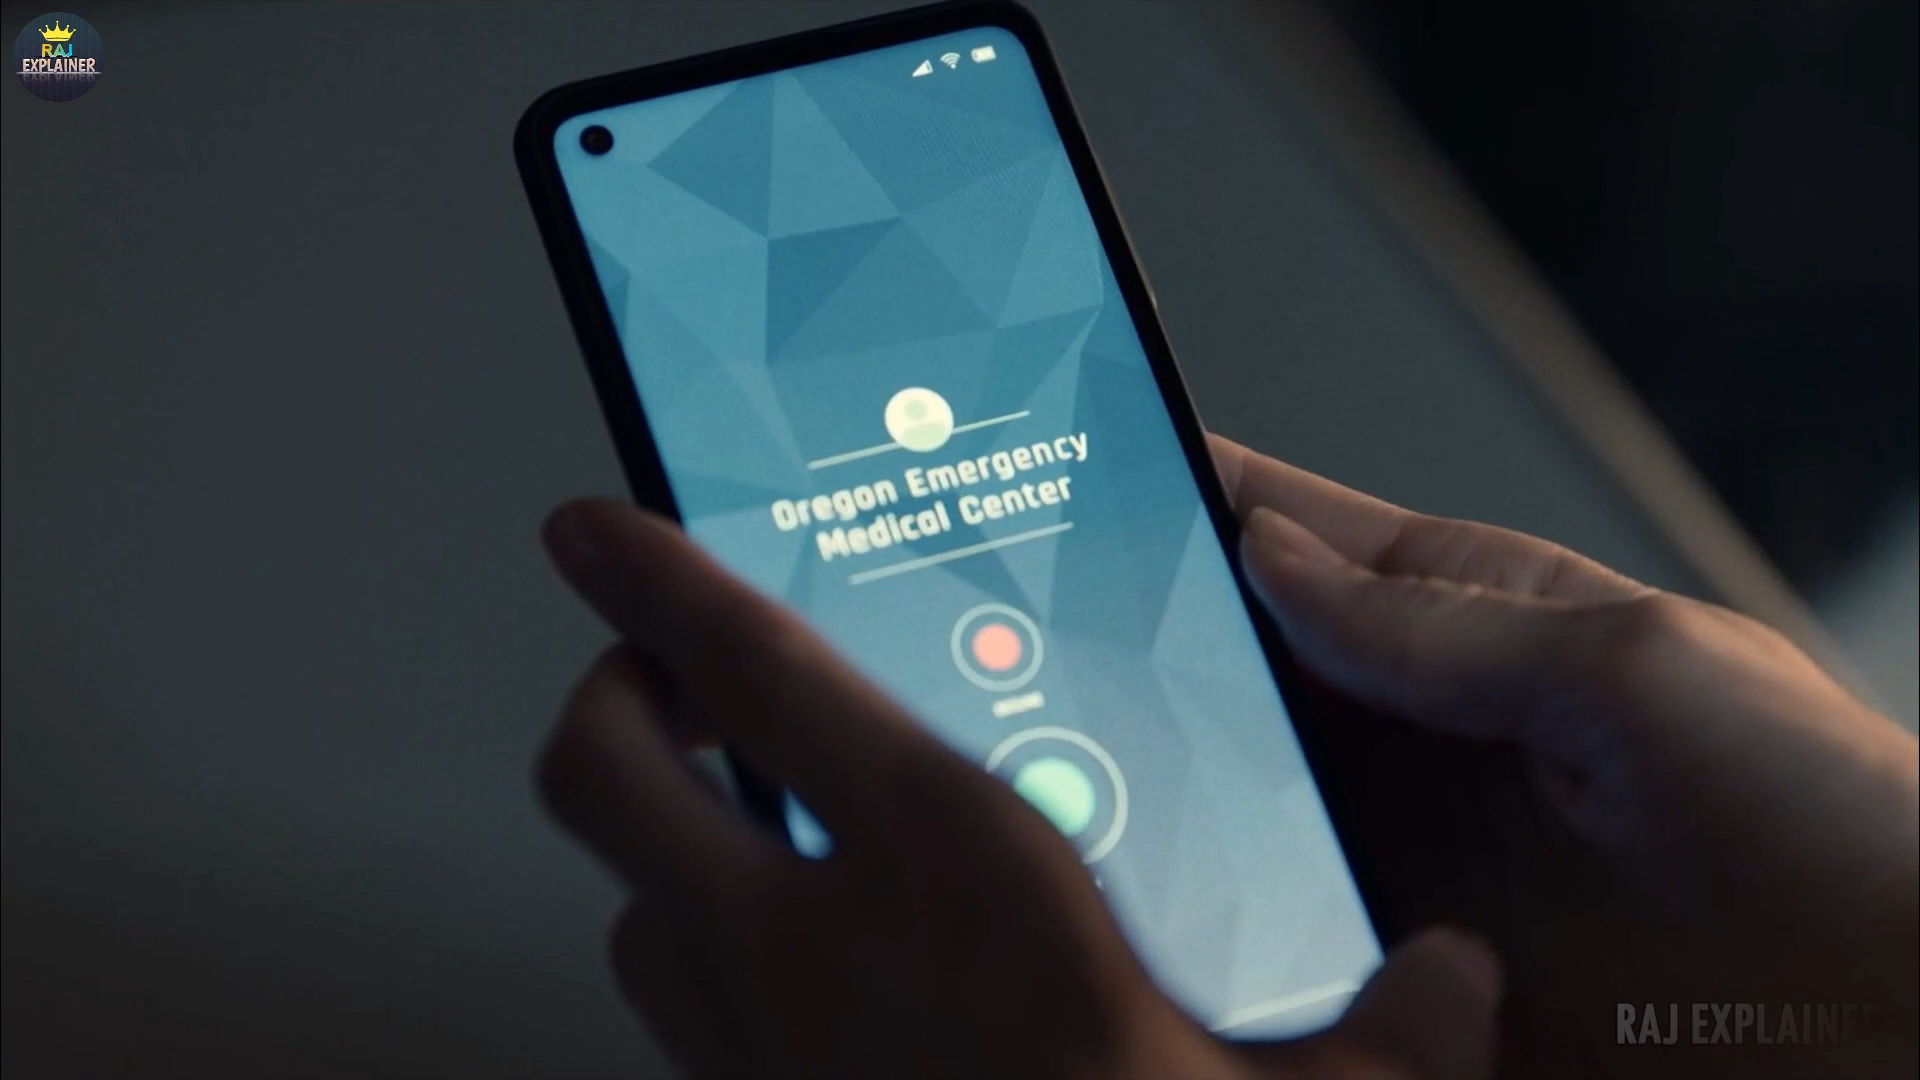 RAJ
EXPLAINER
Oregon Emergency
Medical Center
RAJ EXPLAINER